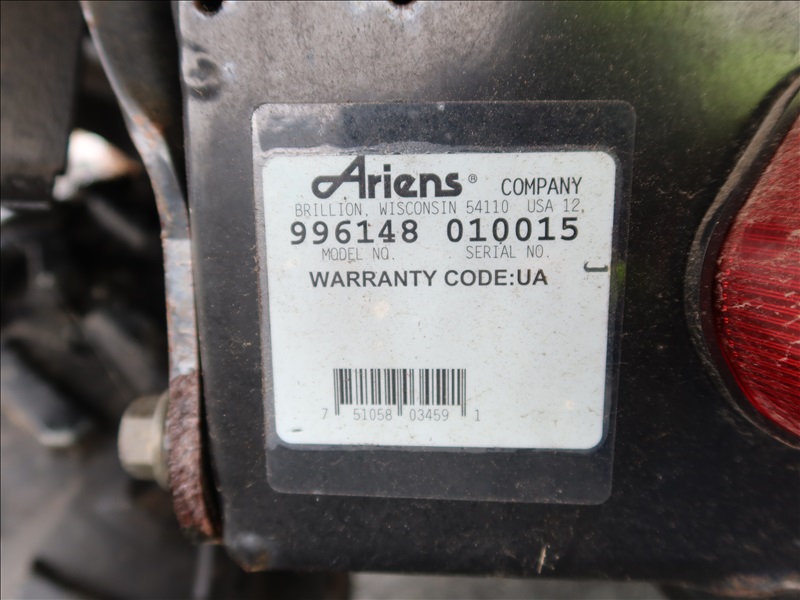 Ariens® COMPANY
BRILLION, WISCONSIN 54110 USA 12
996148 010015
MODEL NO. SERIAL NO.
WARRANTY CODE:UA
7 51058 03459 1